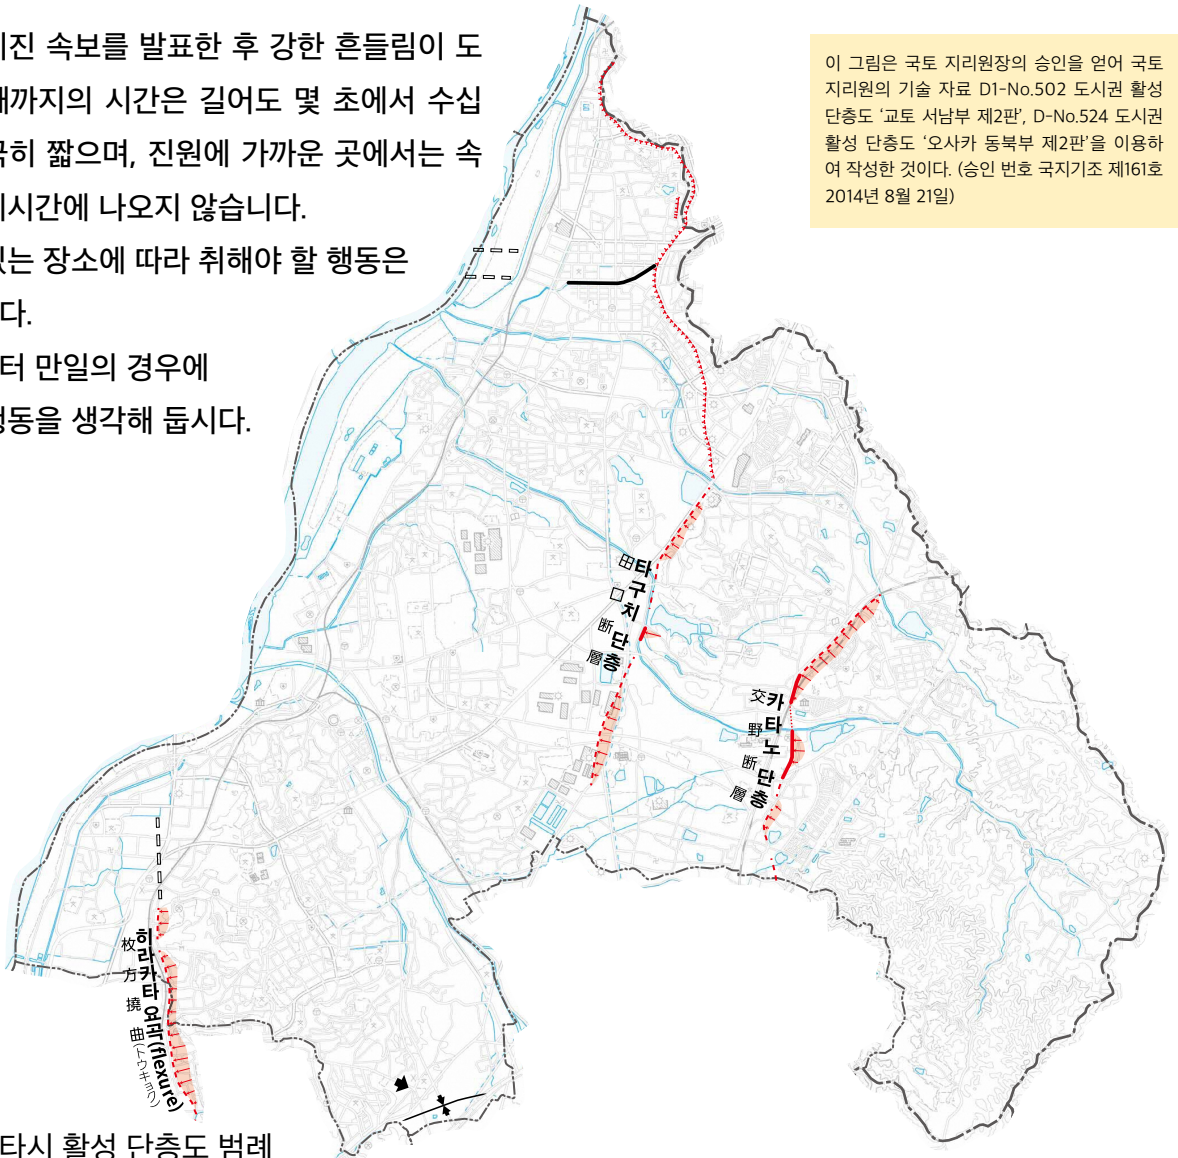 지진 속보를 발표한 후 강한 흔들림이 도
때까지의 시간은 길어도 몇 초에서 수십
극히 짧으며, 진원에 가까운 곳에서는 속
시간에 나오지 않습니다.
있는 장소에 따라 취해야 할 행동은
다.
터 만일의 경우에
행동을 생각해 둡시다.
이 그림은 국토 지리원장의 승인을 얻어 국토
지리원의 기술 자료 D1-No.502 도시권 활성
단층도 ‘교토 서남부 제2판’, D-No.524 도시권
활성 단층도 ‘오사카 동북부 제2판’을 이용하
여 작성한 것이다. (승인 번호 국지기조 제161호
2014년 8월 21일)
타구치 단층
田口断層
카타노 단층
交野断層
히라카타 요곡(flexure)
枚方撓曲(トウキョク)
타시 활성 단층도 범례